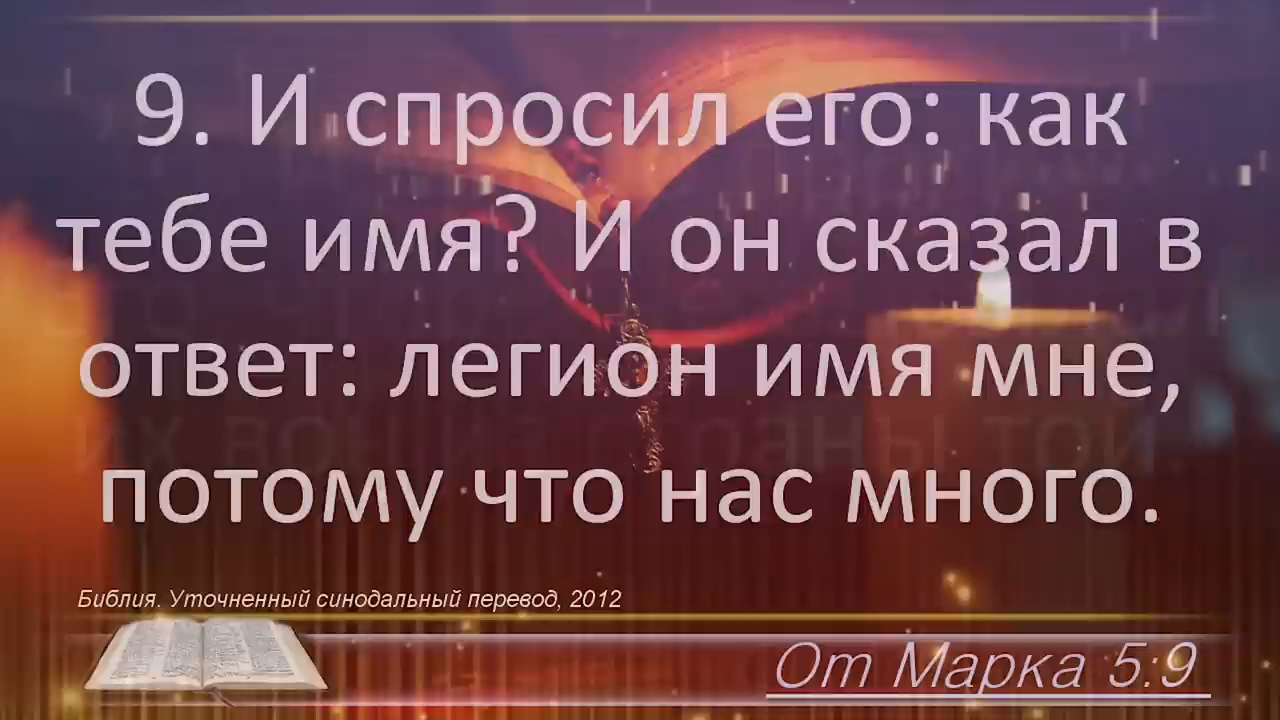 9. И спросил его: как
тебе имя? И он сказал в
ответ: легион имя мне,
потому что нас много.
Библия. Уточненный синодальный перевод, 2012
От Марка 5:9